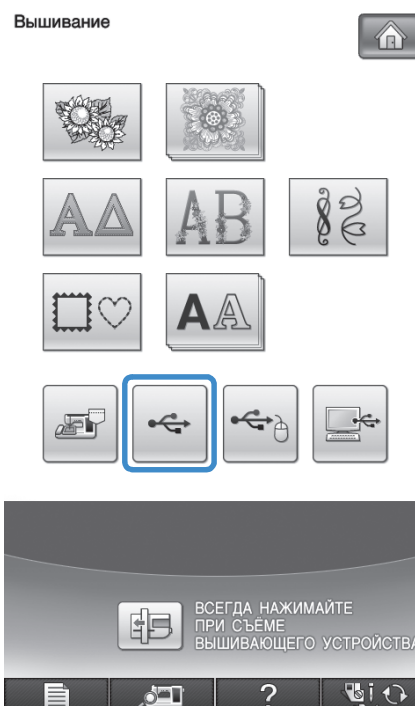 Вышивание
ВСЕГДА НАЖИМАЙТЕ
ПРИ СЪЁМЕ
ВЫШИВАЮЩЕГО УСТРОЙСТВА